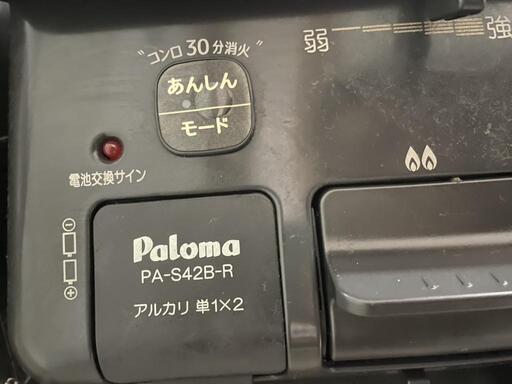 “コンロ30分消火”
弱 強
あんしん
モード
電池交換サイン
Paloma
PA-S42B-R
アルカリ 単1×2
⊖
⊕